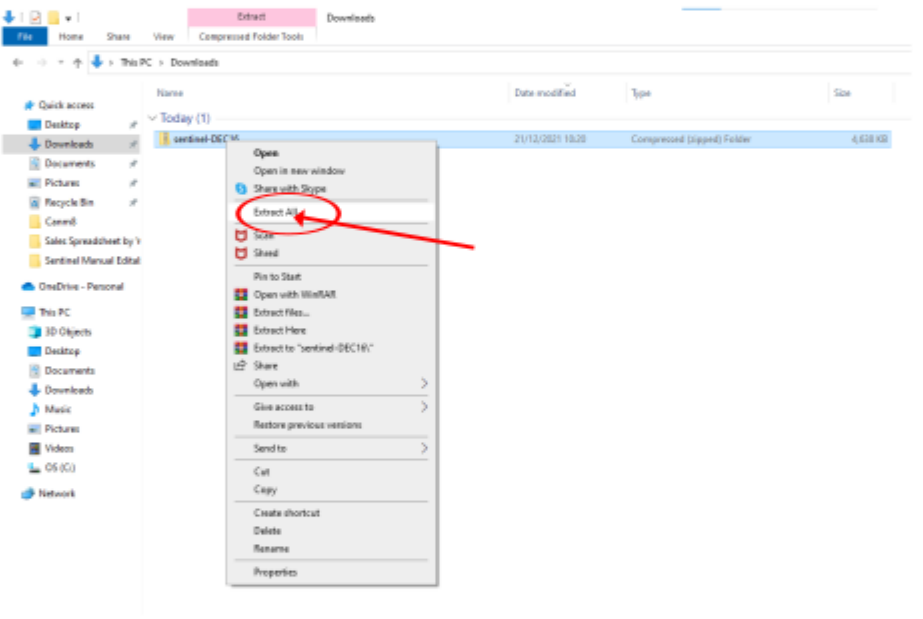 Extract Downloads
File Home Share View Compressed Folder Tools
This PC > Downloads
Name Date modified Type Size
Quick access
Today (1)
Desktop
Downloads
sentinel-DEC16 21/12/2021 10:20 Compressed (zipped) Folder 4,638 KB
Documents
Pictures
Recycle Bin
Canm8
Sales Spreadsheet by
Sentinel Manual Edital
OneDrive - Personal
This PC
3D Objects
Desktop
Documents
Downloads
Music
Pictures
Videos
OS (C:)
Network
Open
Open in new window
Share with Skype
Extract All
Scan
Shred
Pin to Start
Open with WinRAR
Extract files...
Extract Here
Extract to "sentinel-DEC16\"
Share
Open with
Give access to
Restore previous versions
Send to
Cut
Copy
Create shortcut
Delete
Rename
Properties